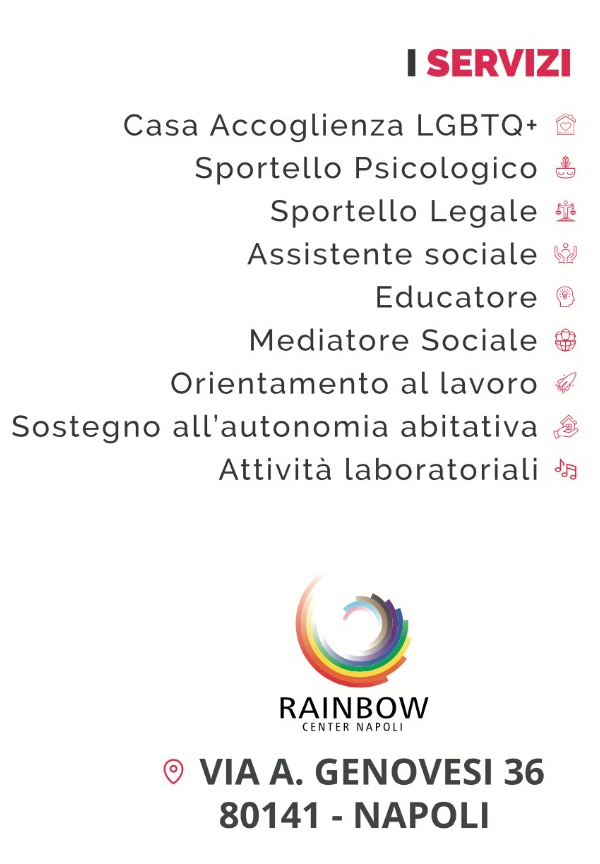 I SERVIZI
Casa Accoglienza LGBTQ+
Sportello Psicologico
Sportello Legale
Assistente sociale
Educatore
Mediatore Sociale
Orientamento al lavoro
Sostegno all'autonomia abitativa
Attività laboratoriali
RAINBOW
CENTER NAPOLI
VIA A. GENOVESI 36
80141 - NAPOLI